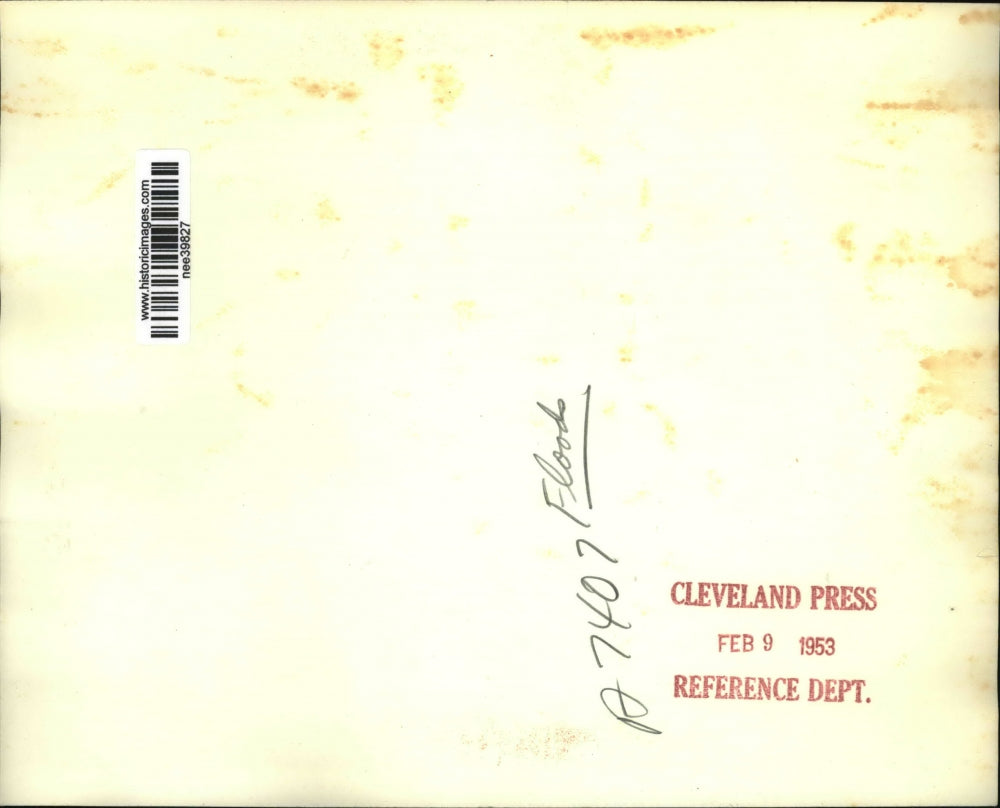 www.historicimages.com
nee39827
A 7407 Floods
CLEVELAND PRESS
FEB 9 1953
REFERENCE DEPT.